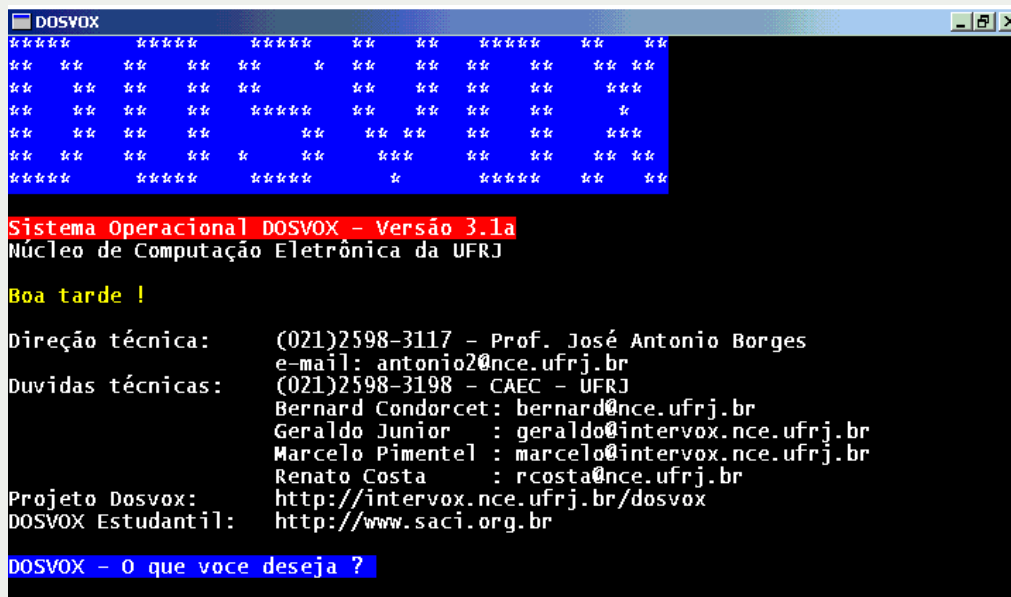 DOSVOX
DOSVOX
Sistema Operacional DOSVOX - Versão 3.1a
Núcleo de Computação Eletrônica da UFRJ
Boa tarde !
Direção técnica: (021)2598-3117 - Prof. José Antonio Borges
e-mail: antonio2@nce.ufrj.br
Duvidas técnicas: (021)2598-3198 - CAEC - UFRJ
Bernard Condorcet: bernard@nce.ufrj.br
Geraldo Junior : geraldo@intervox.nce.ufrj.br
Marcelo Pimentel : marcelo@intervox.nce.ufrj.br
Renato Costa : rcosta@nce.ufrj.br
Projeto Dosvox: http://intervox.nce.ufrj.br/dosvox
DOSVOX Estudantil: http://www.saci.org.br
DOSVOX - O que voce deseja ?